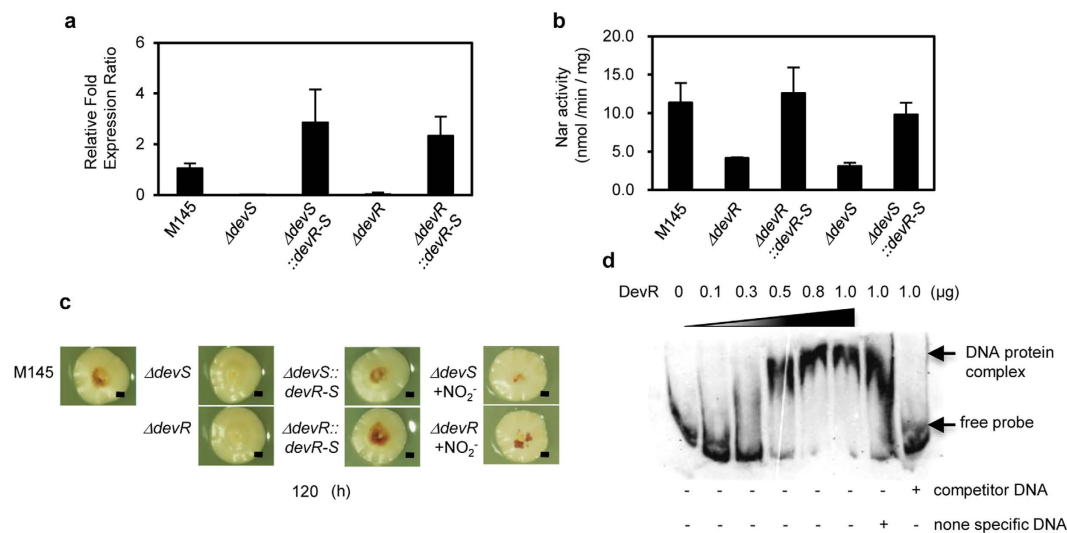 a
Relative Fold
Expression Ratio
6
4
2
0
M145
ΔdevS
ΔdevS
::devR-S
ΔdevR
ΔdevR
::devR-S
b
Nar activity
(nmol /min / mg)
20.0
15.0
10.0
5.0
0.0
M145
ΔdevR
ΔdevR
::devR-S
ΔdevS
ΔdevS
::devR-S
c
M145
ΔdevS
ΔdevS::
devR-S
ΔdevS
+NO₂⁻
ΔdevR
ΔdevR::
devR-S
ΔdevR
+NO₂⁻
120 (h)
d
DevR 0 0.1 0.3 0.5 0.8 1.0 1.0 1.0 (μg)
DNA protein
complex
free probe
- - - - - - - + competitor DNA
- - - - - - + - none specific DNA